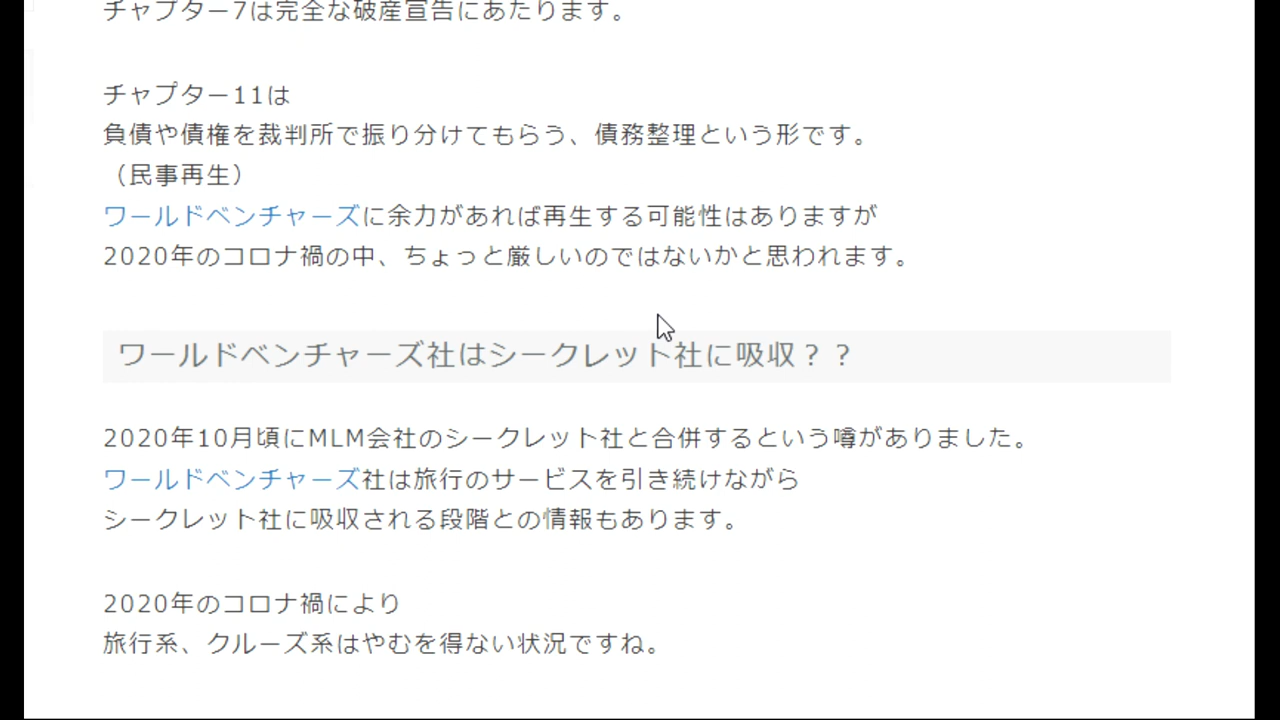 チャプター7は完全な破産宣告にあたります。
チャプター11は
負債や債権を裁判所で振り分けてもらう、債務整理という形です。
（民事再生）
ワールドベンチャーズに余力があれば再生する可能性はありますが
2020年のコロナ禍の中、ちょっと厳しいのではないかと思われます。
ワールドベンチャーズ社はシークレット社に吸収？？
2020年10月頃にMLM会社のシークレット社と合併するという噂がありました。
ワールドベンチャーズ社は旅行のサービスを引き続けながら
シークレット社に吸収される段階との情報もあります。
2020年のコロナ禍により
旅行系、クルーズ系はやむを得ない状況ですね。